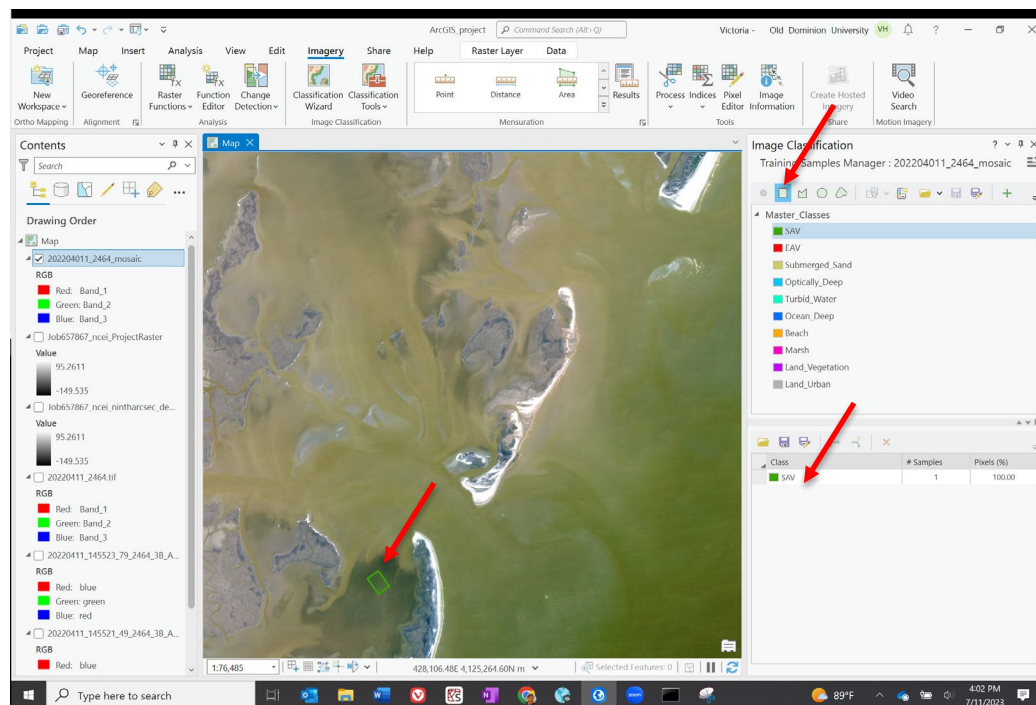 ArcGIS_project
Command Search (Alt+Q)
Victoria - Old Dominion University VH ?
Project Map Insert Analysis View Edit Imagery Share Help Raster Layer Data
New Workspace
Georeference
Raster Functions
Function Editor
Change Detection
Classification Wizard
Classification Tools
Point
Distance
Area
Results
Process
Indices
Pixel Editor
Image Information
Create Hosted Imagery
Video Search
Ortho Mapping
Alignment
Analysis
Image Classification
Mensuration
Tools
Share
Motion Imagery
Contents
Search
Drawing Order
Map
202204011_2464_mosaic
RGB
Red: Band_1
Green: Band_2
Blue: Band_3
Job657867_ncei_ProjectRaster
Value
95.2611
-149.535
Job657867_ncei_nintharcsec_de...
Value
95.2611
-149.535
20220411_2464.tif
RGB
Red: Band_1
Green: Band_2
Blue: Band_3
20220411_145523_79_2464_3B_A...
RGB
Red: blue
Green: green
Blue: red
20220411_145521_49_2464_3B_A...
RGB
Red: blue
Map
1:76,485
428,106.48E 4,125,264.60N m
Selected Features: 0
Image Classification
?
Training Samples Manager : 202204011_2464_mosaic
Master_Classes
SAV
EAV
Submerged_Sand
Optically_Deep
Turbid_Water
Ocean_Deep
Beach
Marsh
Land_Vegetation
Land_Urban
Class # Samples Pixels (%)
SAV 1 100.00
Type here to search
89°F
4:02 PM
7/11/2023